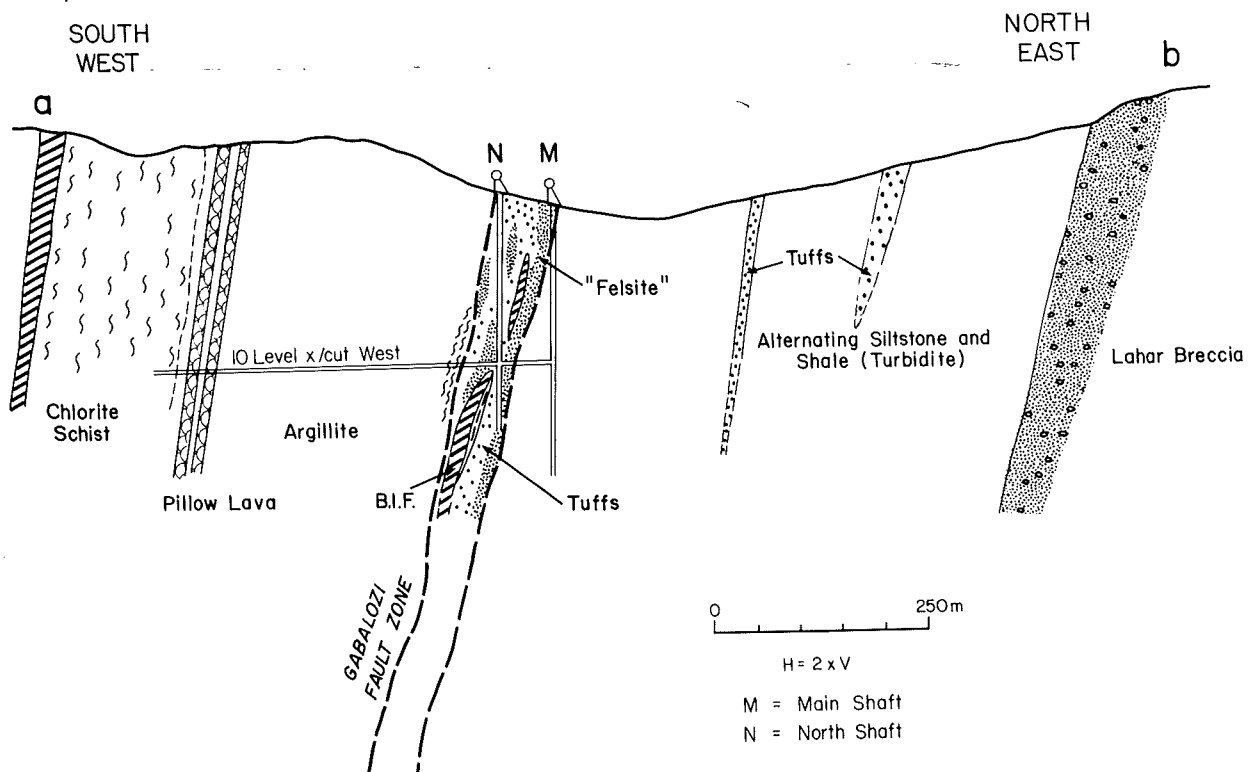 SOUTH
WEST
NORTH
EAST
a
b
N
M
"Felsite"
Tuffs
Alternating Siltstone and
Shale (Turbidite)
Lahar Breccia
10 Level x/cut West
Chlorite
Schist
Argillite
Pillow Lava
B.I.F.
Tuffs
GABALOZI
FAULT ZONE
0
250m
H = 2 x V
M = Main Shaft
N = North Shaft